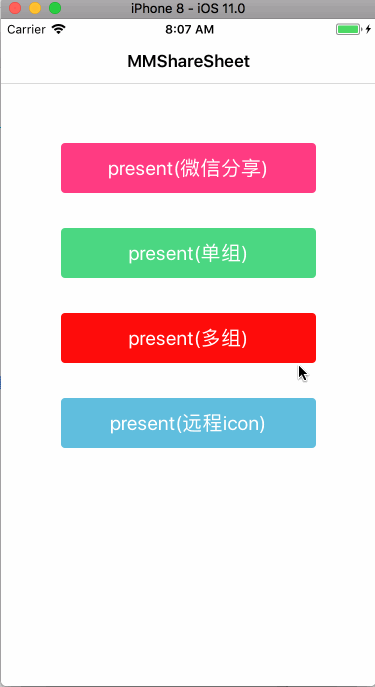 iPhone 8 - iOS 11.0
Carrier 8:07 AM
MMShareSheet
present(微信分享)
present(单组)
present(多组)
present(远程icon)